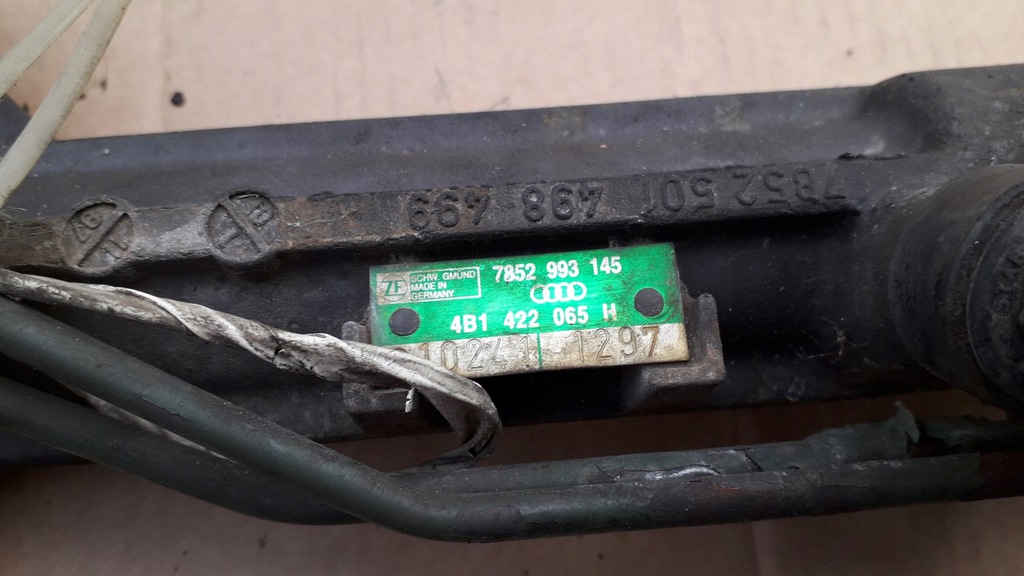 7852 501 498 499
ZF SCHW. GMÜND
MADE IN
GERMANY
7852 993 145
4B1 422 065 H
10241 1297